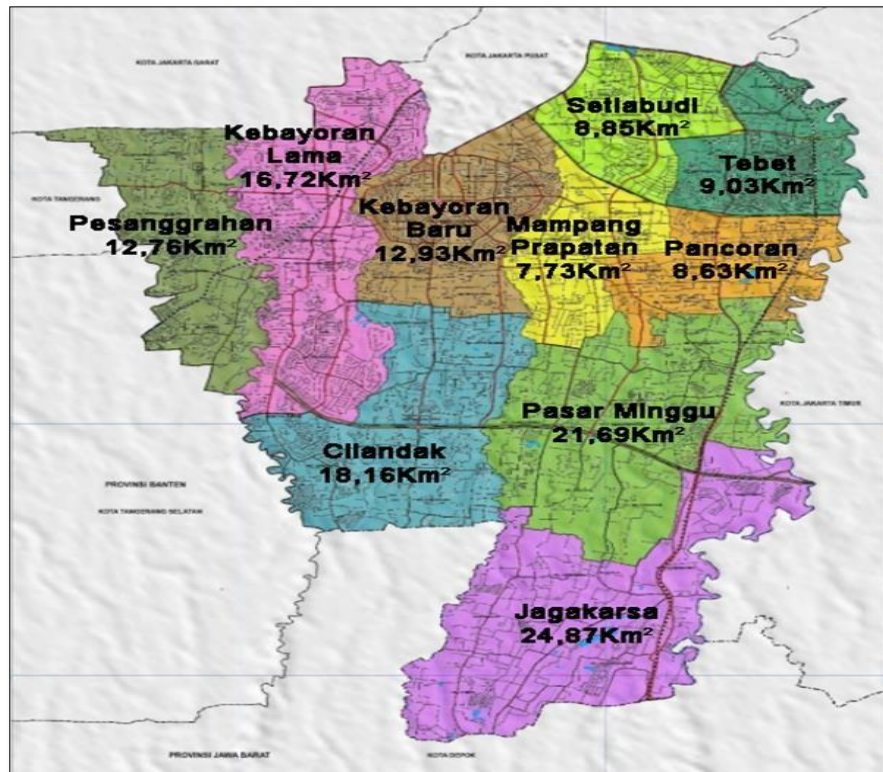 KOTA JAKARTA BARAT
KOTA JAKARTA PUSAT
Setiabudi
8,85Km²
Kebayoran
Lama
16,72Km²
Tebet
9,03Km²
KOTA TANGERANG
Pesanggrahan
12,76Km²
Kebayoran
Baru
12,93Km²
Mampang
Prapatan
7,73Km²
Pancoran
8,63Km²
Pasar Minggu
21,69Km²
KOTA JAKARTA TIMUR
Cilandak
18,16Km²
PROVINSI BANTEN
KOTA TANGERANG SELATAN
Jagakarsa
24,87Km²
PROVINSI JAWA BARAT
KOTA DEPOK